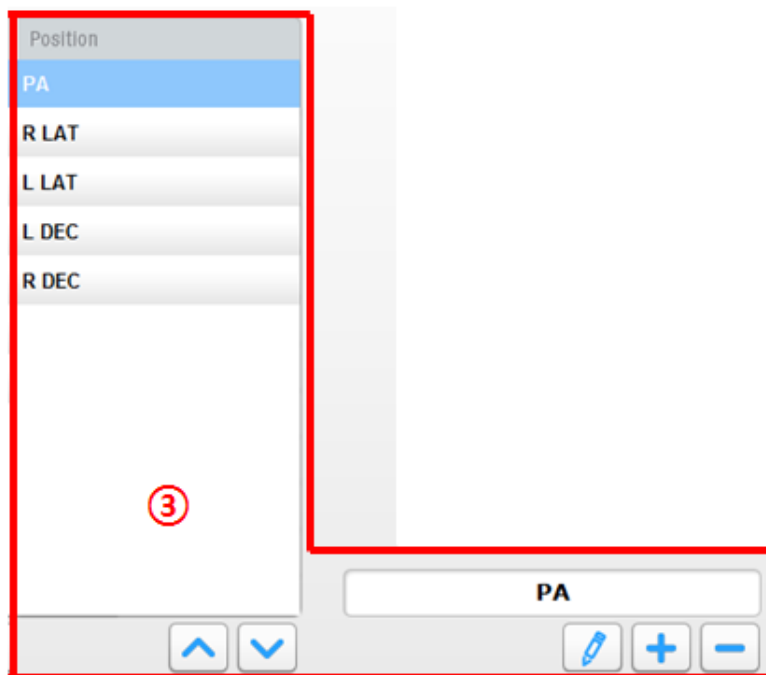 Position
PA
R LAT
L LAT
L DEC
R DEC
③
PA